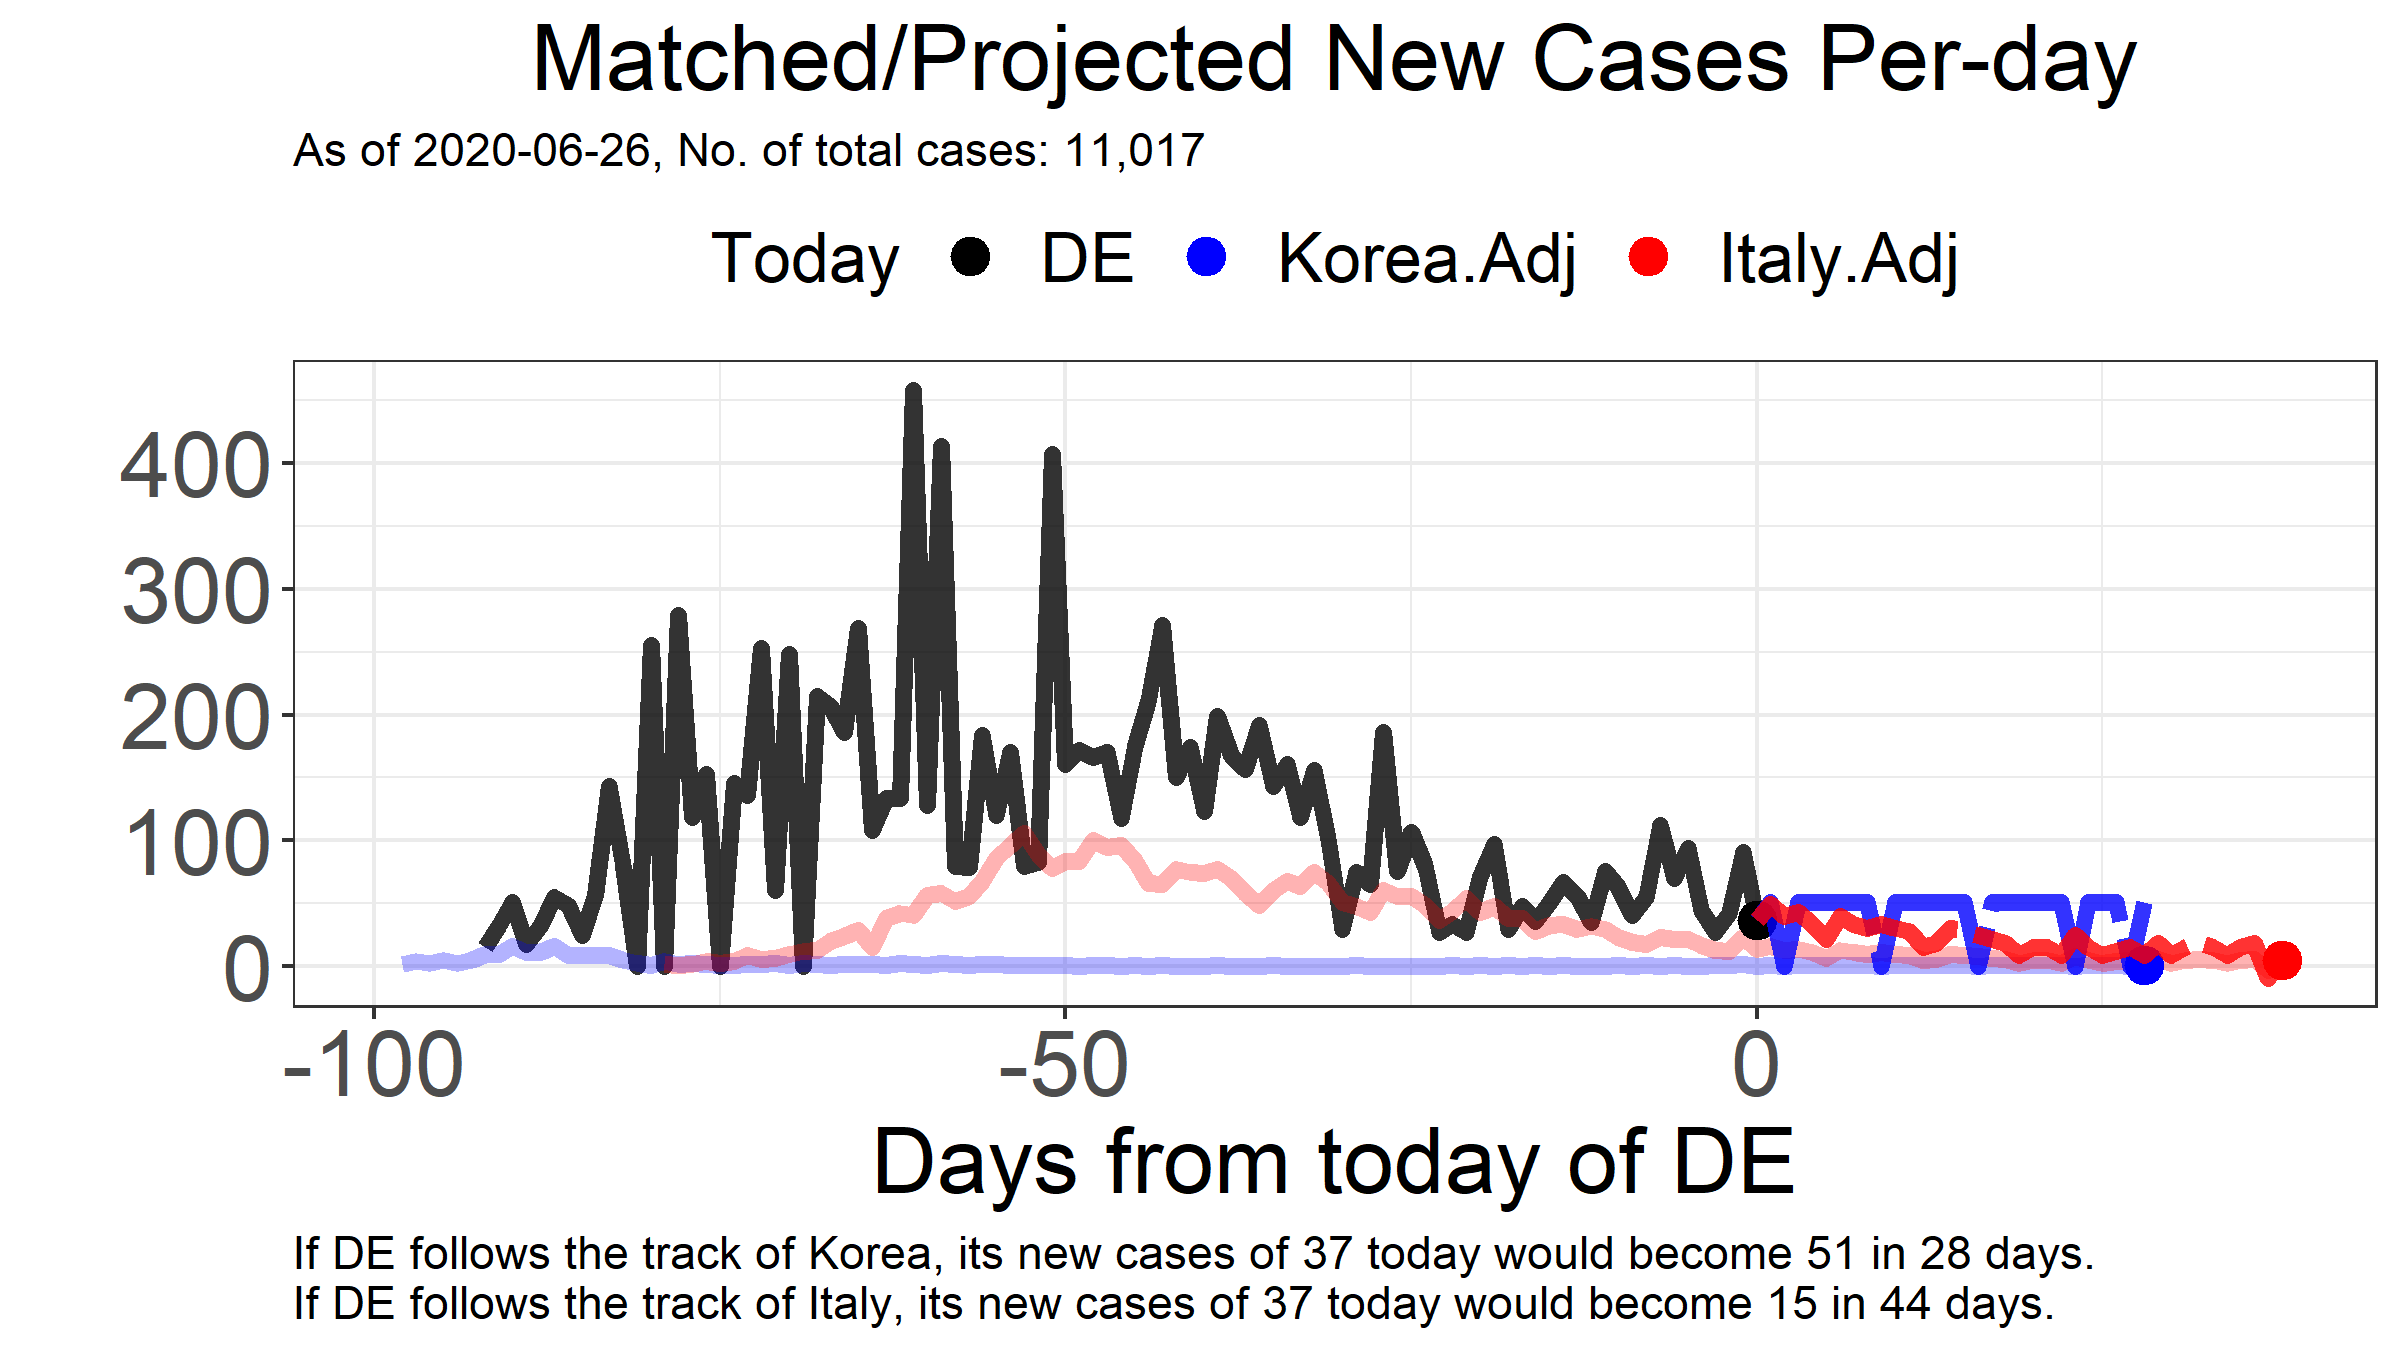 Matched/Projected New Cases Per-day
As of 2020-06-26, No. of total cases: 11,017
Today DE Korea.Adj Italy.Adj
400
300
200
100
0
-100 -50 0
Days from today of DE
If DE follows the track of Korea, its new cases of 37 today would become 51 in 28 days.
If DE follows the track of Italy, its new cases of 37 today would become 15 in 44 days.